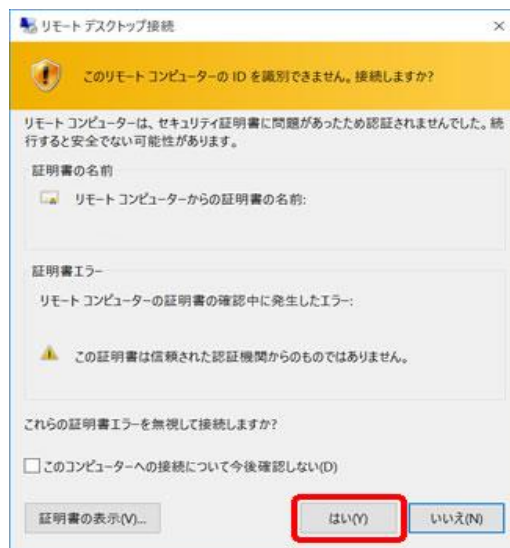 リモート デスクトップ接続
このリモート コンピューターの ID を識別できません。接続しますか?
リモート コンピューターは、セキュリティ証明書に問題があったため認証されませんでした。続
行すると安全でない可能性があります。
証明書の名前
リモート コンピューターからの証明書の名前:
証明書エラー
リモート コンピューターの証明書の確認中に発生したエラー:
この証明書は信頼された認証機関からのものではありません。
これらの証明書エラーを無視して接続しますか?
このコンピューターへの接続について今後確認しない(D)
証明書の表示(V)... はい(Y) いいえ(N)